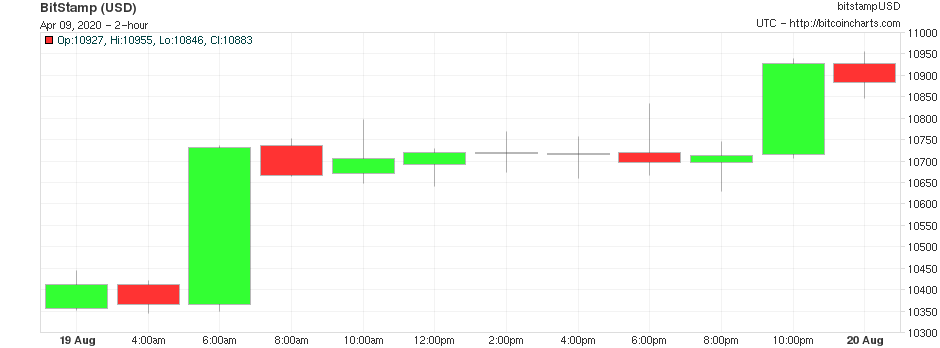 BitStamp (USD)
bitstampUSD
Apr 09, 2020 - 2-hour
UTC - http://bitcoincharts.com
Op:10927, Hi:10955, Lo:10846, Cl:10883
11000
10950
10900
10850
10800
10750
10700
10650
10600
10550
10500
10450
10400
10350
10300
19 Aug 4:00am 6:00am 8:00am 10:00am 12:00pm 2:00pm 4:00pm 6:00pm 8:00pm 10:00pm 20 Aug